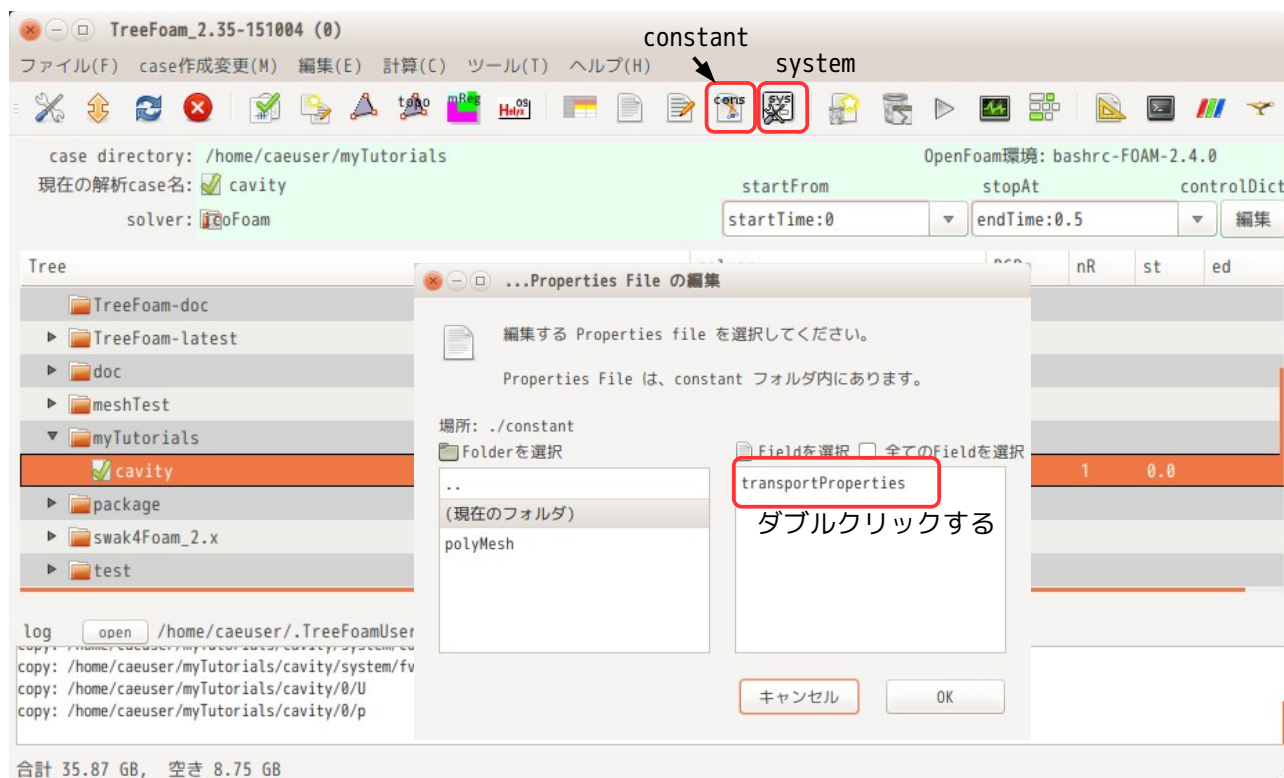 TreeFoam_2.35-151004 (0)
constant
system
ファイル(F) case作成変更(M) 編集(E) 計算(C) ツール(T) ヘルプ(H)
topo mReg HelyxOS cons sys
case directory: /home/caeuser/myTutorials
OpenFoam環境: bashrc-FOAM-2.4.0
現在の解析case名: cavity
startFrom stopAt controlDict
solver: icoFoam
startTime:0 endTime:0.5 編集
Tree nR st ed
...Properties File の編集
TreeFoam-doc
TreeFoam-latest
doc
meshTest
myTutorials
cavity 1 0.0
package
swak4Foam_2.x
test
編集する Properties file を選択してください。
Properties File は、constant フォルダ内にあります。
場所: ./constant
Folderを選択
Fieldを選択 全てのFieldを選択
..
(現在のフォルダ)
polyMesh
transportProperties
ダブルクリックする
キャンセル OK
log open /home/caeuser/.TreeFoamUser
copy: /home/caeuser/myTutorials/cavity/system/fv
copy: /home/caeuser/myTutorials/cavity/0/U
copy: /home/caeuser/myTutorials/cavity/0/p
合計 35.87 GB, 空き 8.75 GB